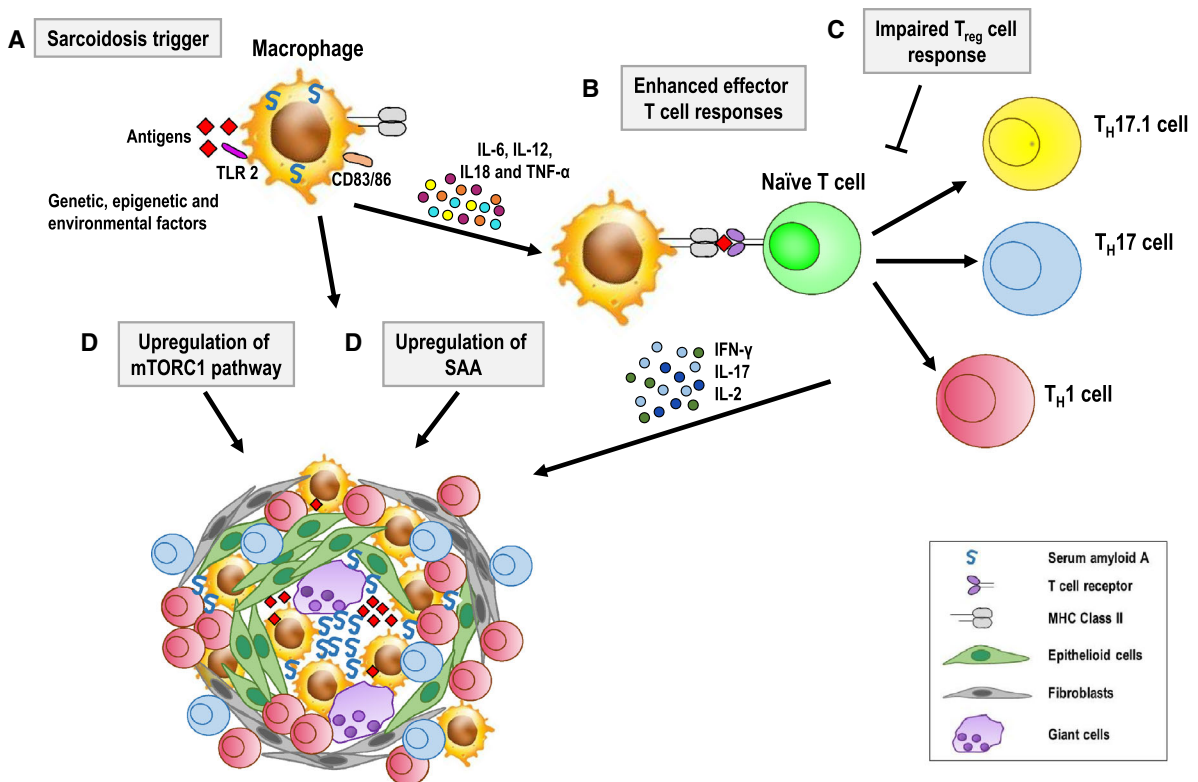 A
Sarcoidosis trigger
Macrophage
Antigens
TLR 2
CD83/86
Genetic, epigenetic and
environmental factors
IL-6, IL-12,
IL18 and TNF-α
B
Enhanced effector
T cell responses
Naïve T cell
C
Impaired Treg cell
response
TH17.1 cell
TH17 cell
TH1 cell
D
Upregulation of
mTORC1 pathway
D
Upregulation of
SAA
IFN-γ
IL-17
IL-2
Serum amyloid A
T cell receptor
MHC Class II
Epithelioid cells
Fibroblasts
Giant cells